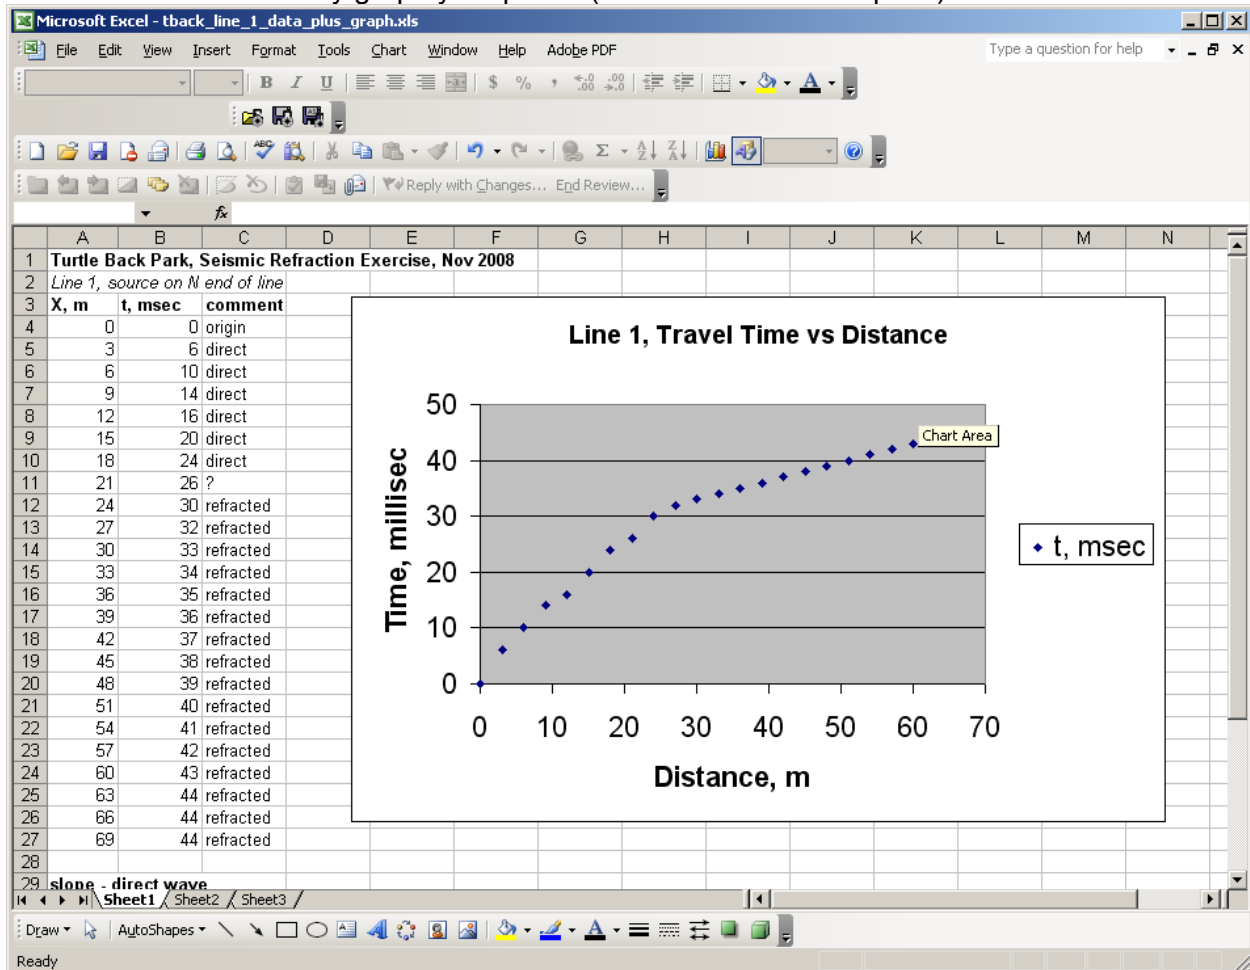 Microsoft Excel - tback_line_1_data_plus_graph.xls
File Edit View Insert Format Tools Chart Window Help Adobe PDF Type a question for help
B I U $ % ,
Reply with Changes... End Review...
fx
A B C D E F G H I J K L M N
1 Turtle Back Park, Seismic Refraction Exercise, Nov 2008
2 Line 1, source on N end of line
3 X, m t, msec comment
4 0 0 origin
5 3 6 direct
6 6 10 direct
7 9 14 direct
8 12 16 direct
9 15 20 direct
10 18 24 direct
11 21 26 ?
12 24 30 refracted
13 27 32 refracted
14 30 33 refracted
15 33 34 refracted
16 36 35 refracted
17 39 36 refracted
18 42 37 refracted
19 45 38 refracted
20 48 39 refracted
21 51 40 refracted
22 54 41 refracted
23 57 42 refracted
24 60 43 refracted
25 63 44 refracted
26 66 44 refracted
27 69 44 refracted
28
29 slope - direct wave
Line 1, Travel Time vs Distance
Time, millisec
50
40
30
20
10
0
0 10 20 30 40 50 60 70
Distance, m
Chart Area
t, msec
Sheet1 Sheet2 Sheet3
Draw AutoShapes A
Ready